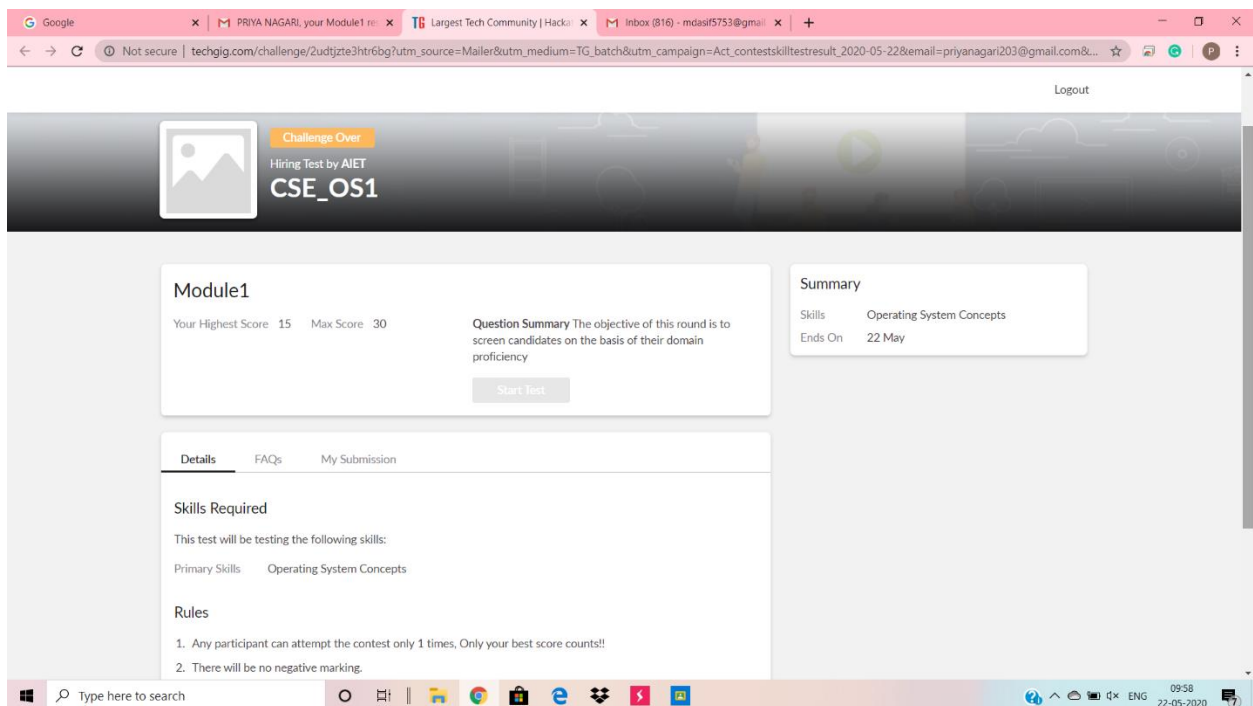 Google
PRIYA NAGARI, your Module1 re
TG Largest Tech Community | Hacka
Inbox (816) - mdasif5753@gmail
Not secure | techgig.com/challenge/2udtjzte3htr6bg?utm_source=Mailer&utm_medium=TG_batch&utm_campaign=Act_contestskilltestresult_2020-05-22&email=priyanagari203@gmail.com&...
P
Logout
Challenge Over
Hiring Test by AIET
CSE_OS1
Module1
Your Highest Score 15 Max Score 30
Question Summary The objective of this round is to
screen candidates on the basis of their domain
proficiency
Start Test
Summary
Skills Operating System Concepts
Ends On 22 May
Details FAQs My Submission
Skills Required
This test will be testing the following skills:
Primary Skills Operating System Concepts
Rules
1. Any participant can attempt the contest only 1 times, Only your best score counts!!
2. There will be no negative marking.
Type here to search
ENG
09:58
22-05-2020
7